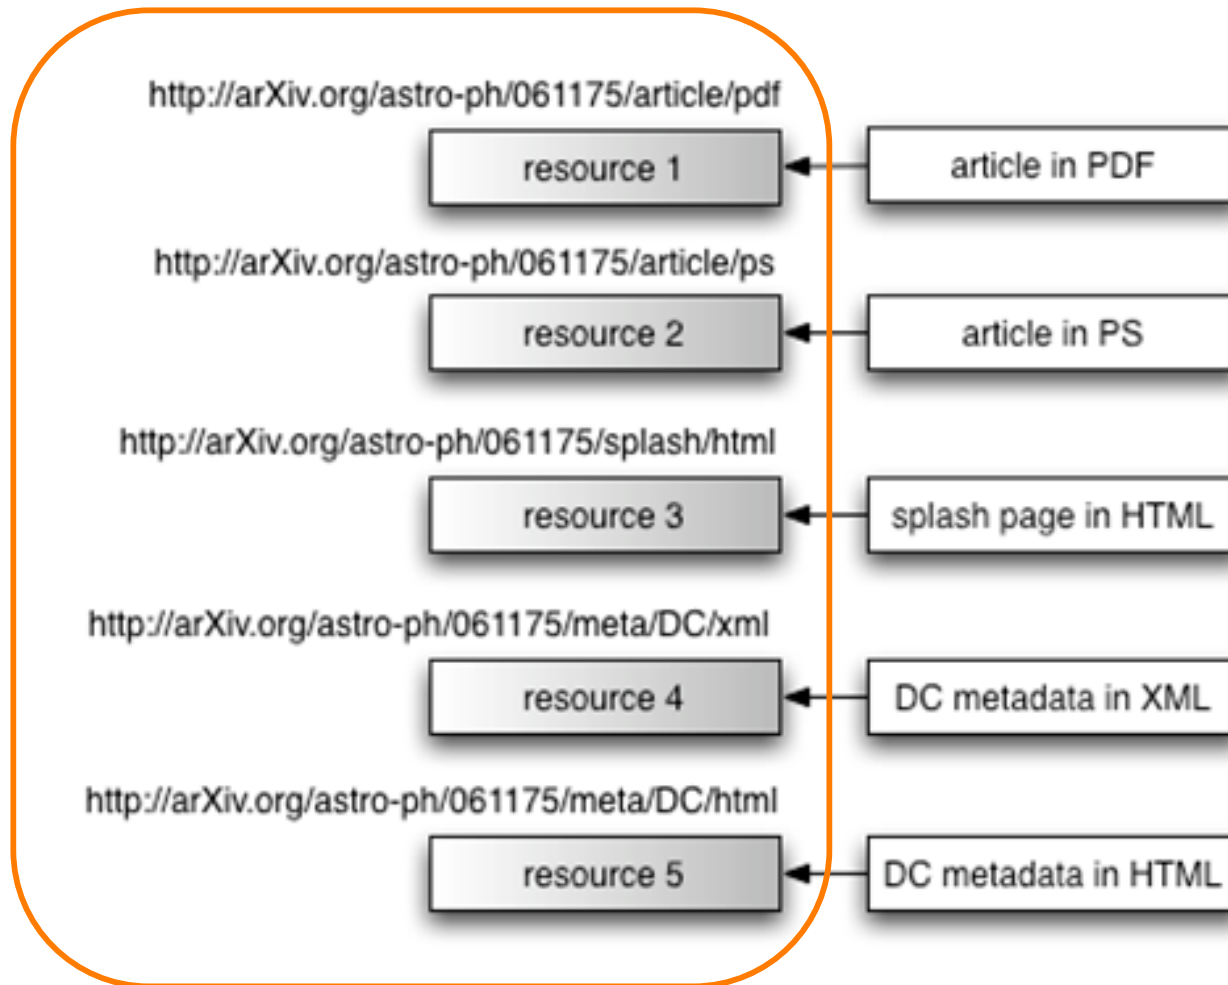 http://arXiv.org/astro-ph/061175/article/pdf
resource 1
article in PDF
http://arXiv.org/astro-ph/061175/article/ps
resource 2
article in PS
http://arXiv.org/astro-ph/061175/splash/html
resource 3
splash page in HTML
http://arXiv.org/astro-ph/061175/meta/DC/xml
resource 4
DC metadata in XML
http://arXiv.org/astro-ph/061175/meta/DC/html
resource 5
DC metadata in HTML